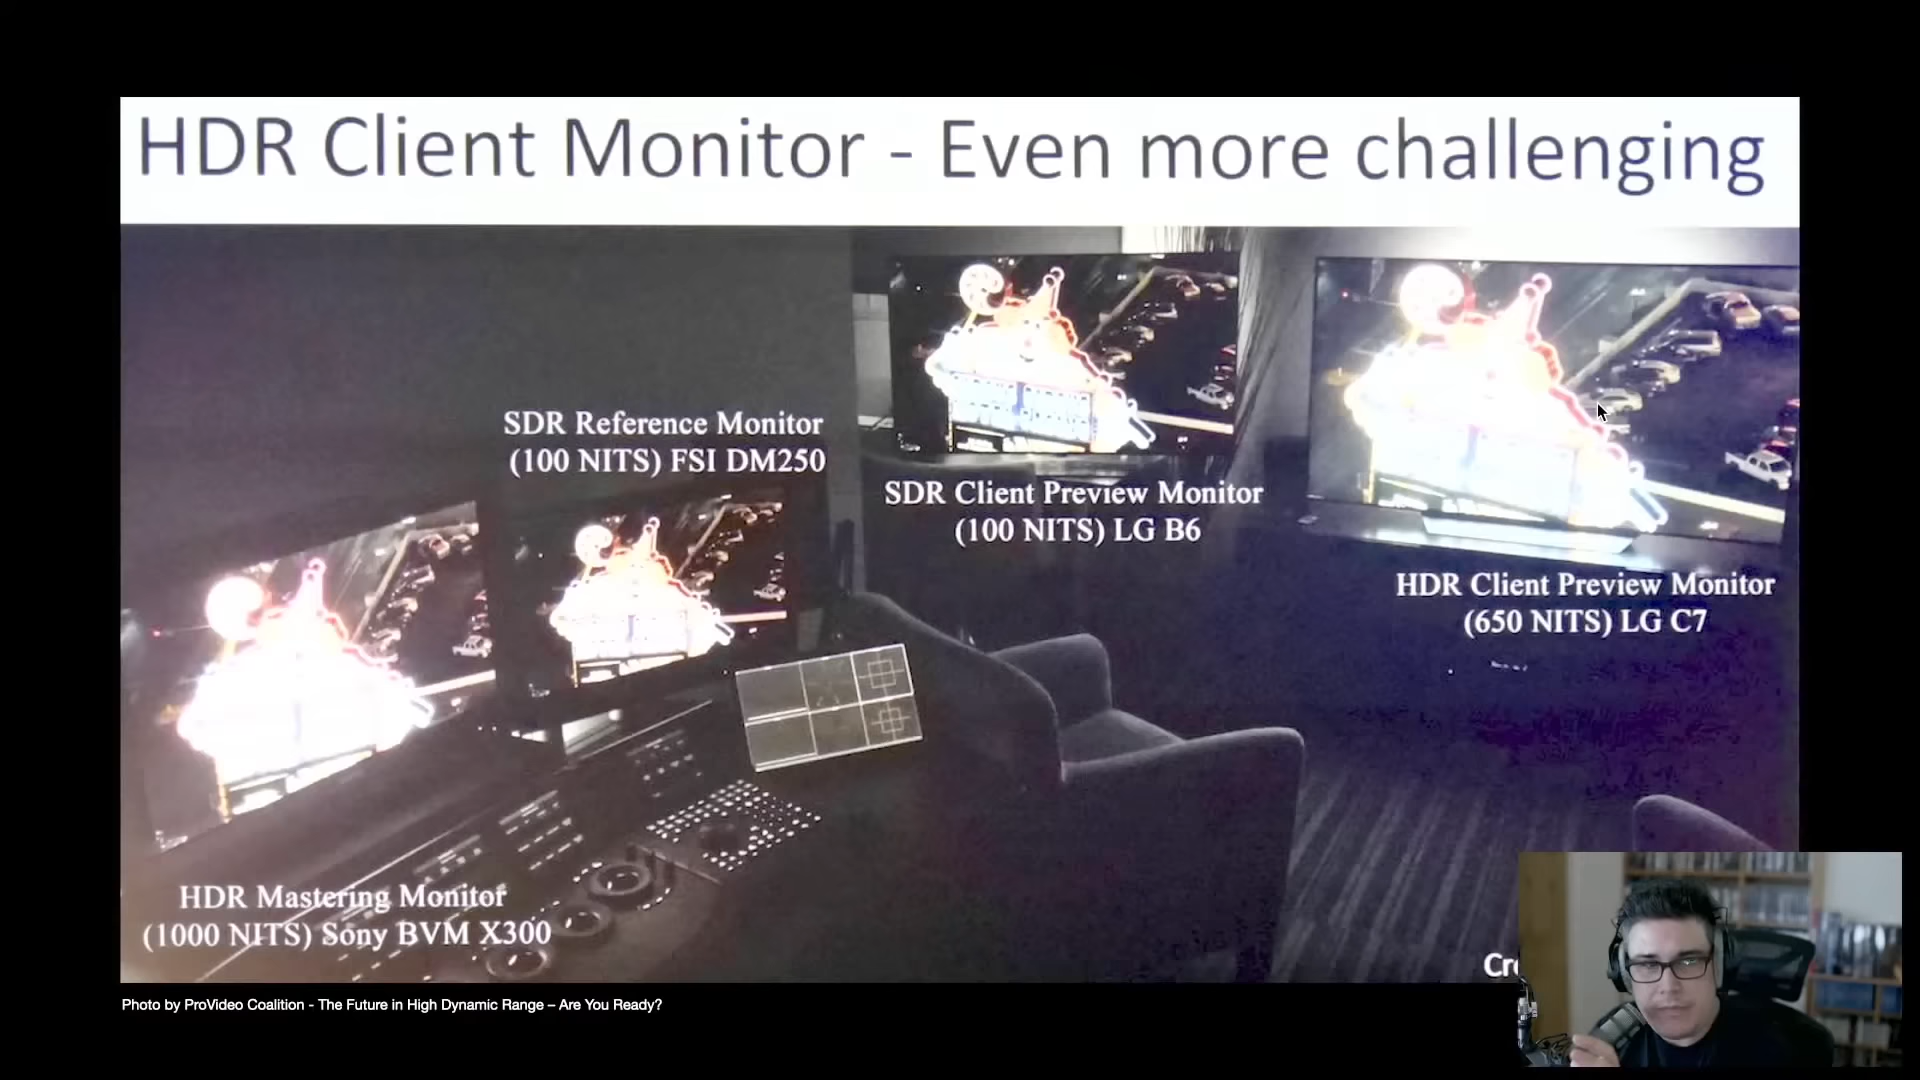 HDR Client Monitor - Even more challenging
SDR Reference Monitor
(100 NITS) FSI DM250
SDR Client Preview Monitor
(100 NITS) LG B6
HDR Client Preview Monitor
(650 NITS) LG C7
HDR Mastering Monitor
(1000 NITS) Sony BVM X300
Photo by ProVideo Coalition - The Future in High Dynamic Range – Are You Ready?